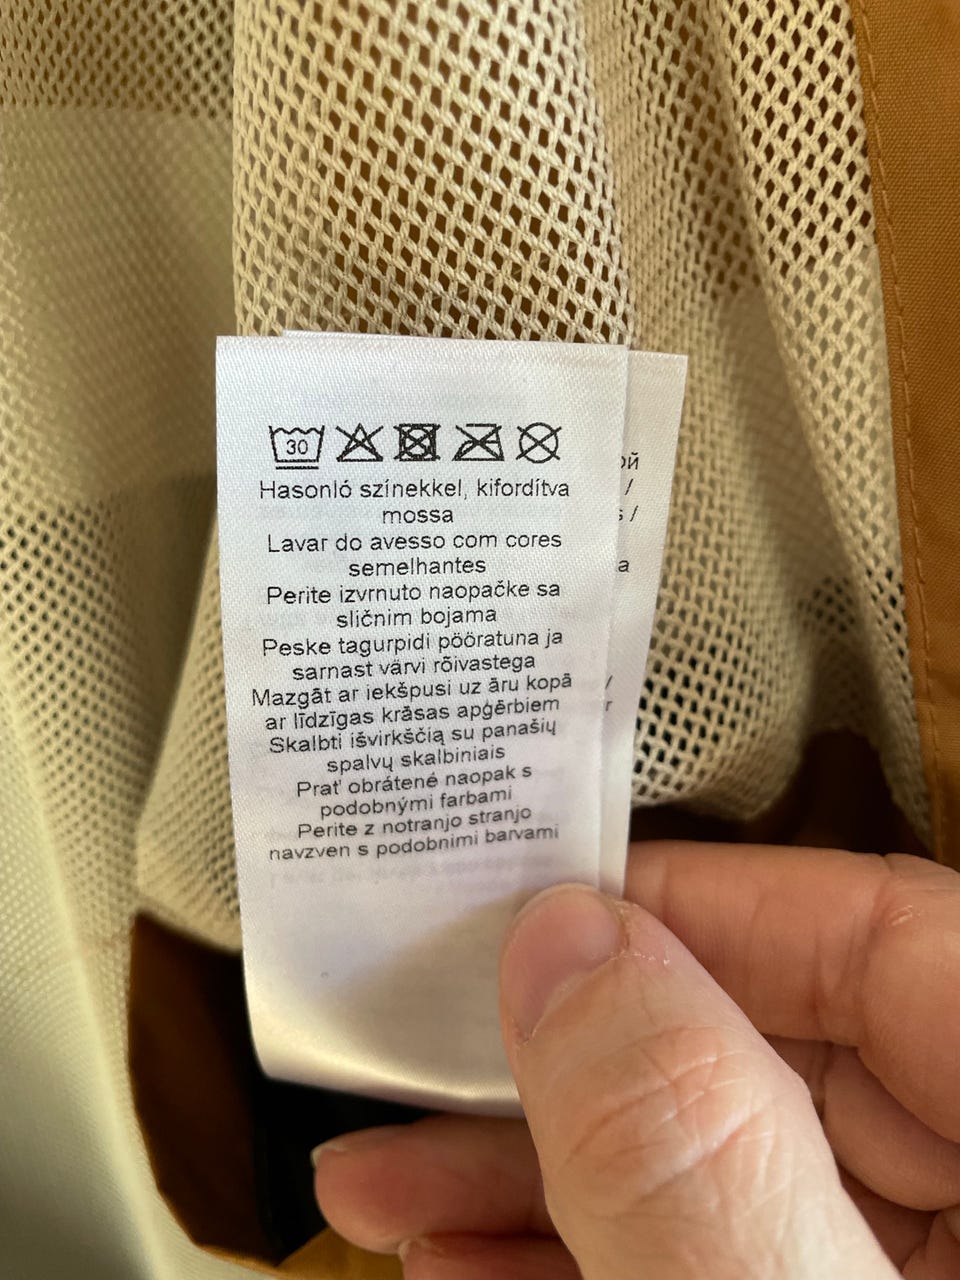 30
Hasonló színekkel, kifordítva
mossa
Lavar do avesso com cores
semelhantes
Perite izvrnuto naopačke sa
sličnim bojama
Peske tagurpidi pööratuna ja
sarnast värvi rõivastega
Mazgāt ar iekšpusi uz āru kopā
ar līdzīgas krāsas apģērbiem
Skalbti išvirkščią su panašių
spalvų skalbiniais
Prať obrátené naopak s
podobnými farbami
Perite z notranjo stranjo
navzven s podobnimi barvami